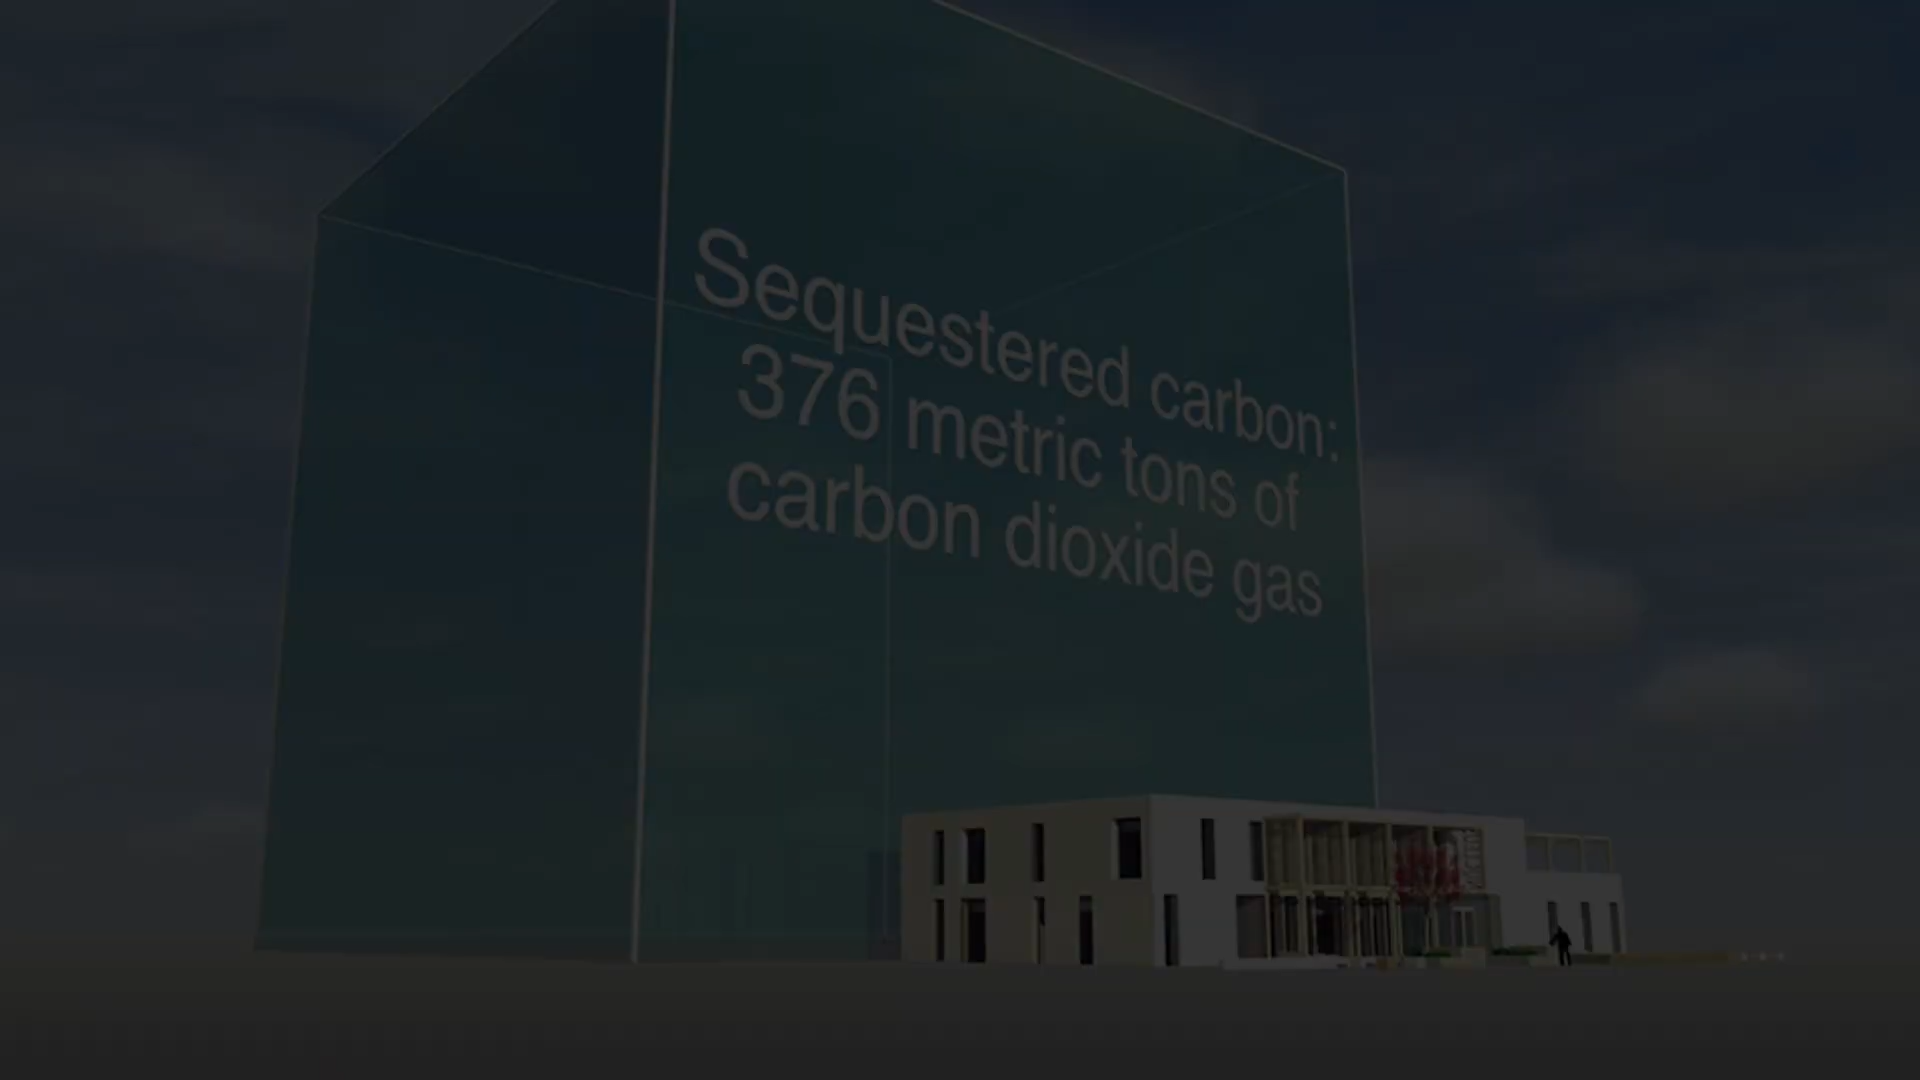 Sequestered carbon:
376 metric tons of
carbon dioxide gas